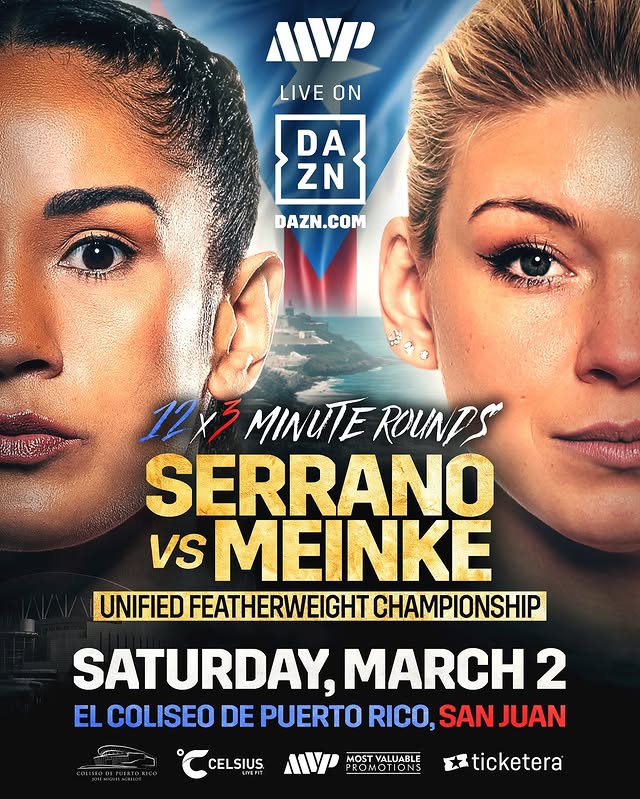 MVP
LIVE ON
DA
ZN
DAZN.COM
12 x 3 MINUTE ROUNDS
SERRANO
VS MEINKE
UNIFIED FEATHERWEIGHT CHAMPIONSHIP
SATURDAY, MARCH 2
EL COLISEO DE PUERTO RICO, SAN JUAN
COLISEO DE PUERTO RICO
JOSÉ MIGUEL AGRELOT
CELSIUS
LIVE FIT
MVP
MOST VALUABLE
PROMOTIONS
ticketera